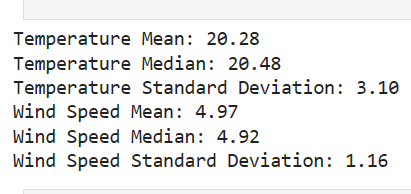 Temperature Mean: 20.28
Temperature Median: 20.48
Temperature Standard Deviation: 3.10
Wind Speed Mean: 4.97
Wind Speed Median: 4.92
Wind Speed Standard Deviation: 1.16